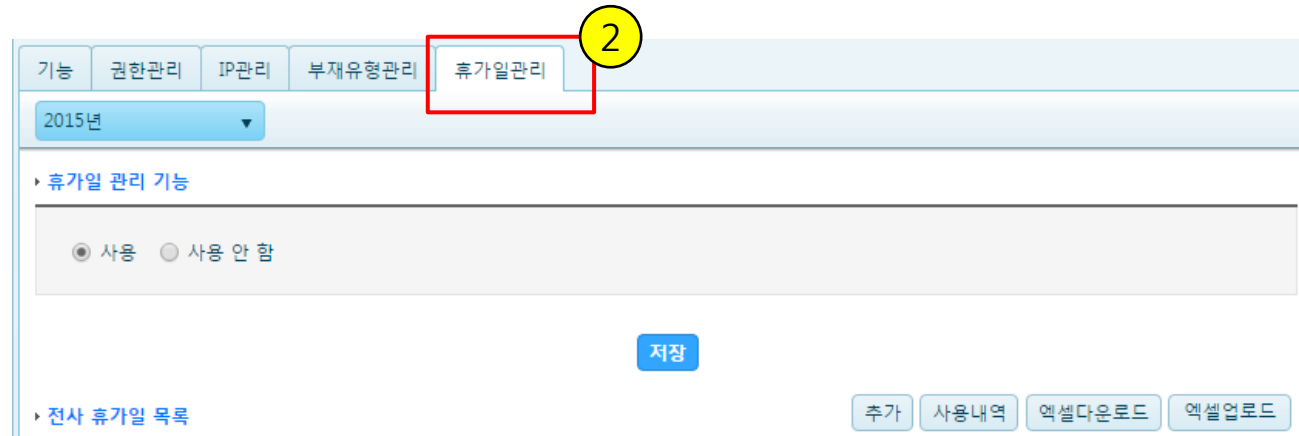 2
기능 권한관리 IP관리 부재유형관리 휴가일관리
2015년
휴가일 관리 기능
사용 사용 안 함
저장
전사 휴가일 목록 추가 사용내역 엑셀다운로드 엑셀업로드